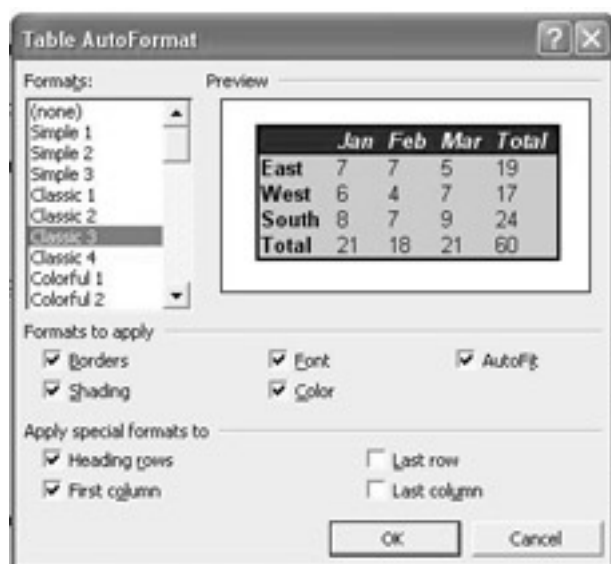 Table AutoFormat
Formats:
Preview
(none)
Simple 1
Simple 2
Simple 3
Classic 1
Classic 2
Classic 3
Classic 4
Colorful 1
Colorful 2
Jan Feb Mar Total
East 7 7 5 19
West 6 4 7 17
South 8 7 9 24
Total 21 18 21 60
Formats to apply
Borders Font AutoFit
Shading Color
Apply special formats to
Heading rows Last row
First column Last column
OK Cancel